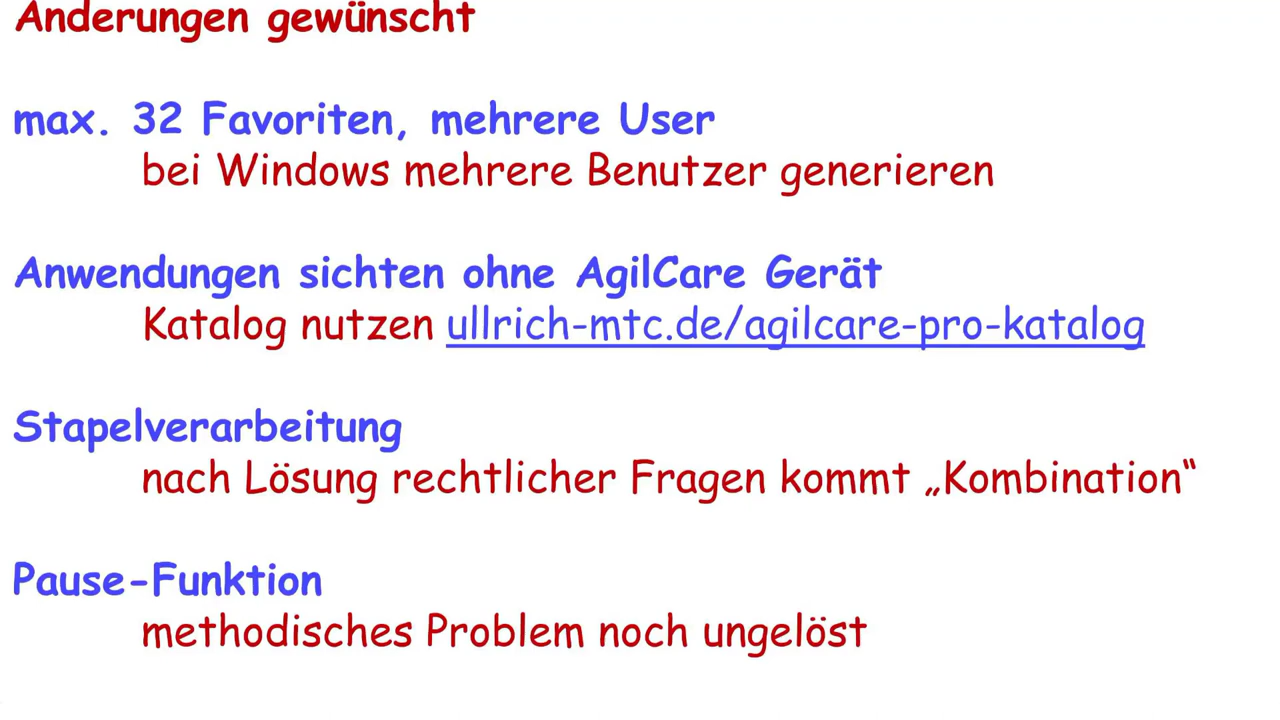 Änderungen gewünscht
max. 32 Favoriten, mehrere User
bei Windows mehrere Benutzer generieren
Anwendungen sichten ohne AgilCare Gerät
Katalog nutzen ullrich-mtc.de/agilcare-pro-katalog
Stapelverarbeitung
nach Lösung rechtlicher Fragen kommt „Kombination“
Pause-Funktion
methodisches Problem noch ungelöst